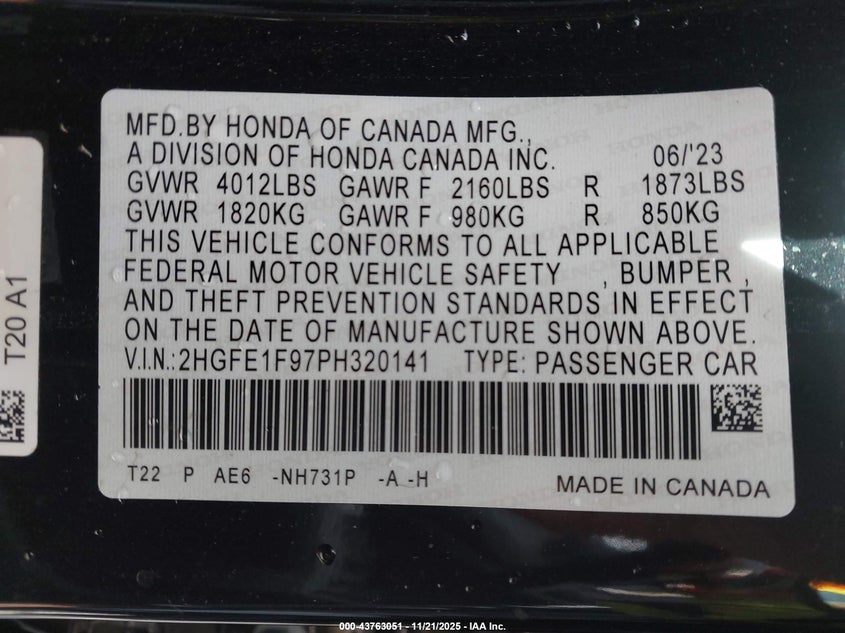 MFD.BY HONDA OF CANADA MFG.,
A DIVISION OF HONDA CANADA INC. 06/'23
GVWR 4012LBS GAWR F 2160LBS R 1873LBS
GVWR 1820KG GAWR F 980KG R 850KG
THIS VEHICLE CONFORMS TO ALL APPLICABLE
FEDERAL MOTOR VEHICLE SAFETY , BUMPER ,
AND THEFT PREVENTION STANDARDS IN EFFECT
ON THE DATE OF MANUFACTURE SHOWN ABOVE.
V.I.N.: 2HGFE1F97PH320141 TYPE: PASSENGER CAR
T22 P AE6 -NH731P -A -H MADE IN CANADA
T20 A1
000-43763051 - 11/21/2025 - IAA Inc.